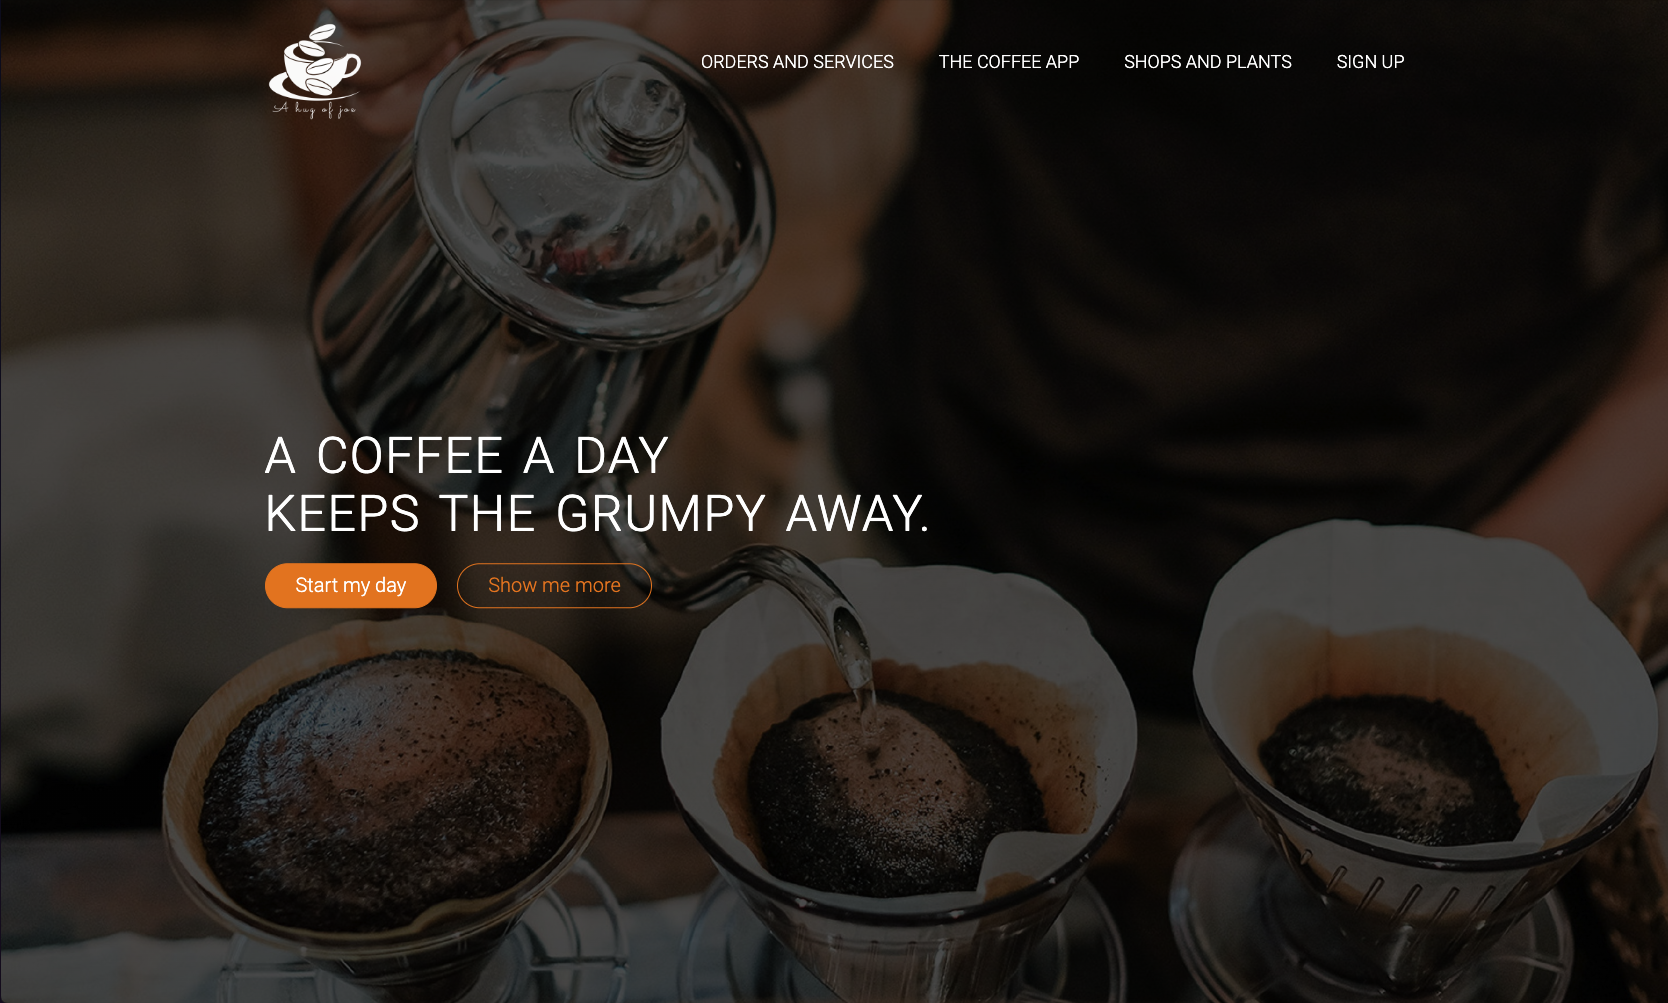 A hug of joe
ORDERS AND SERVICES
THE COFFEE APP
SHOPS AND PLANTS
SIGN UP
A COFFEE A DAY
KEEPS THE GRUMPY AWAY.
Start my day
Show me more